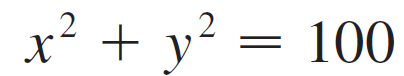 x² + y² = 100